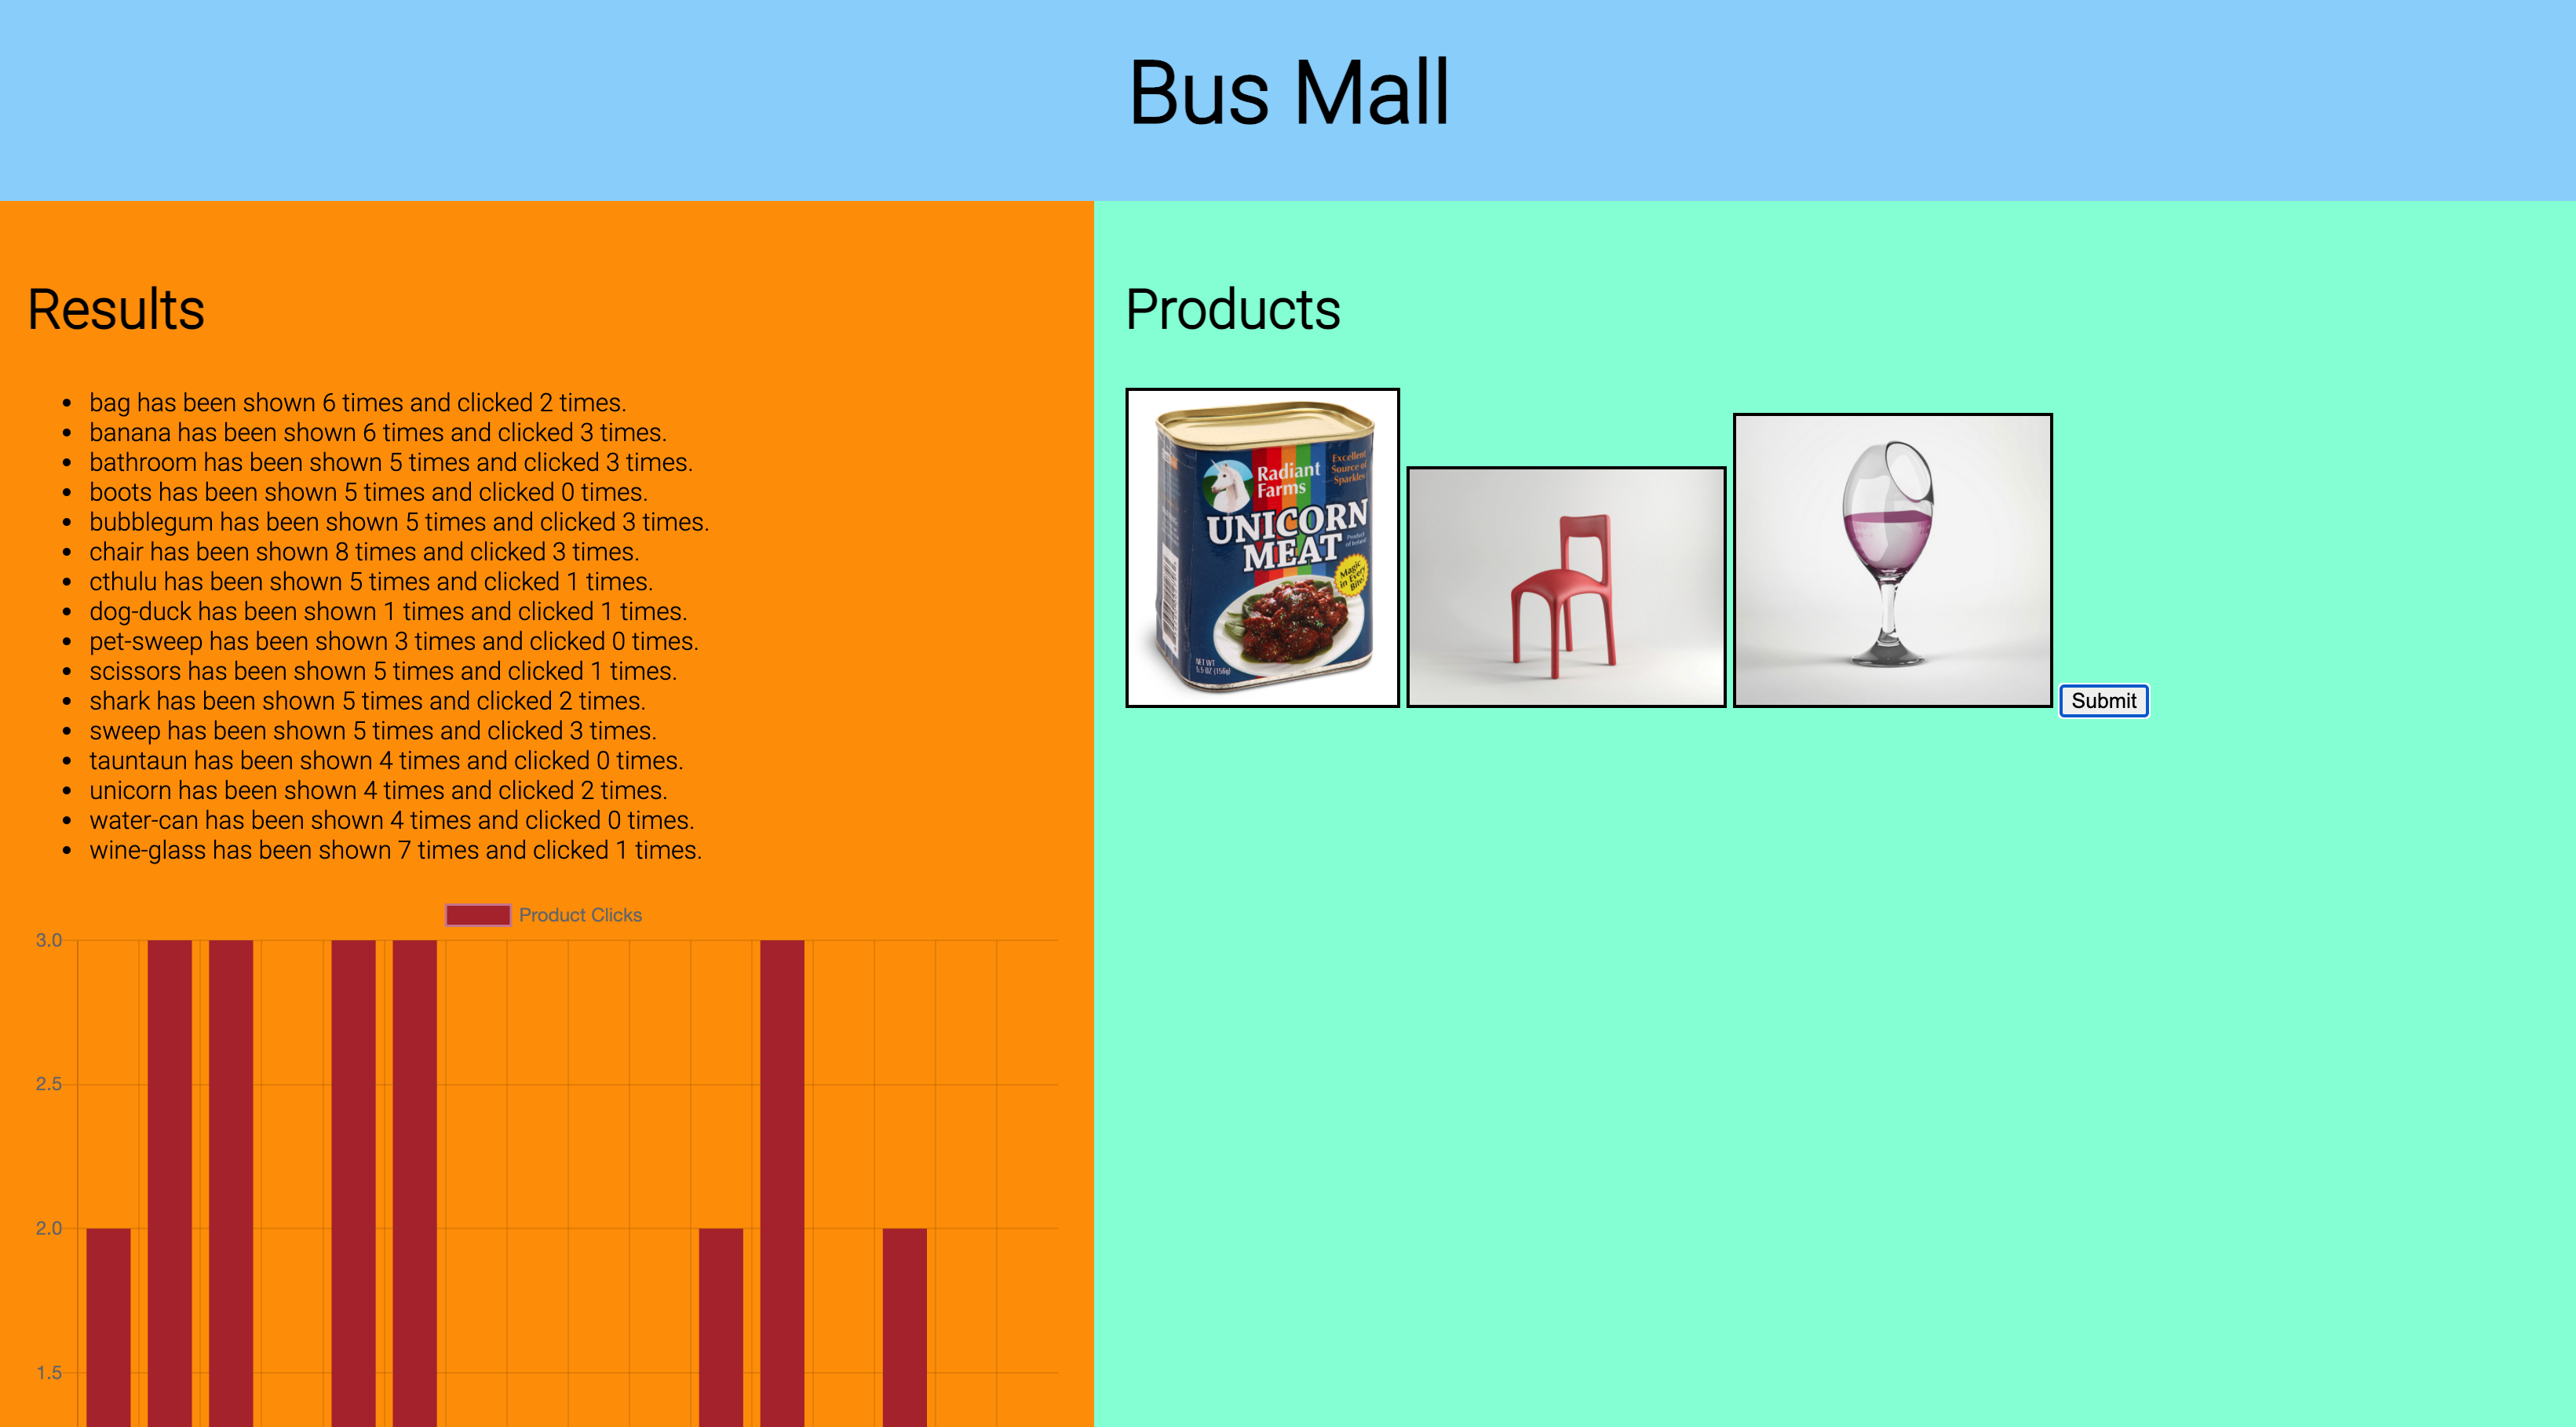 Bus Mall
Results
bag has been shown 6 times and clicked 2 times.
banana has been shown 6 times and clicked 3 times.
bathroom has been shown 5 times and clicked 3 times.
boots has been shown 5 times and clicked 0 times.
bubblegum has been shown 5 times and clicked 3 times.
chair has been shown 8 times and clicked 3 times.
cthulu has been shown 5 times and clicked 1 times.
dog-duck has been shown 1 times and clicked 1 times.
pet-sweep has been shown 3 times and clicked 0 times.
scissors has been shown 5 times and clicked 1 times.
shark has been shown 5 times and clicked 2 times.
sweep has been shown 5 times and clicked 3 times.
tauntaun has been shown 4 times and clicked 0 times.
unicorn has been shown 4 times and clicked 2 times.
water-can has been shown 4 times and clicked 0 times.
wine-glass has been shown 7 times and clicked 1 times.
Product Clicks
3.0
2.5
2.0
1.5
Products
Radiant
Farms
Excellent
Source of
Sparkles
UNICORN
MEAT
Product
of Ireland
Magic
in Every
Bite!
NET WT
5.5 OZ (156g)
Submit